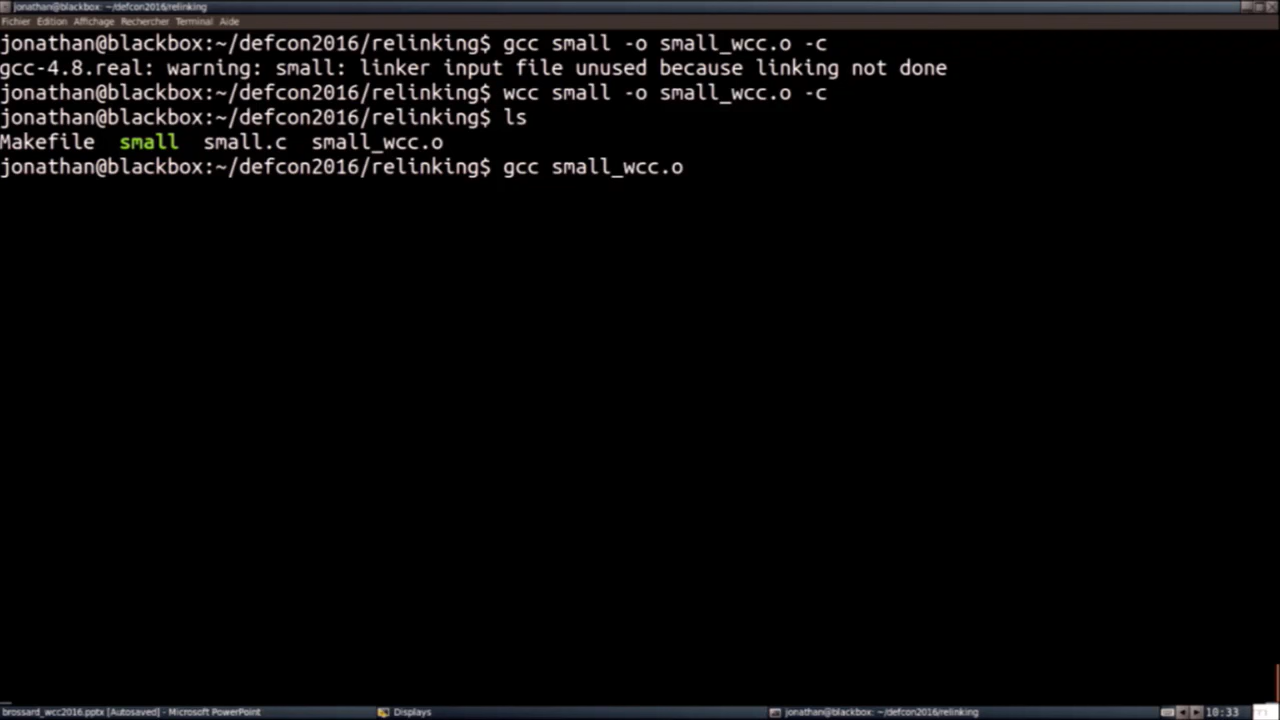 jonathan@blackbox: ~/defcon2016/relinking
Fichier Édition Affichage Rechercher Terminal Aide
jonathan@blackbox:~/defcon2016/relinking$ gcc small -o small_wcc.o -c
gcc-4.8.real: warning: small: linker input file unused because linking not done
jonathan@blackbox:~/defcon2016/relinking$ wcc small -o small_wcc.o -c
jonathan@blackbox:~/defcon2016/relinking$ ls
Makefile small small.c small_wcc.o
jonathan@blackbox:~/defcon2016/relinking$ gcc small_wcc.o
brossard_wcc2016.pptx [Autosaved] - Microsoft PowerPoint Displays jonathan@blackbox: ~/defcon2016/relinking 10:33